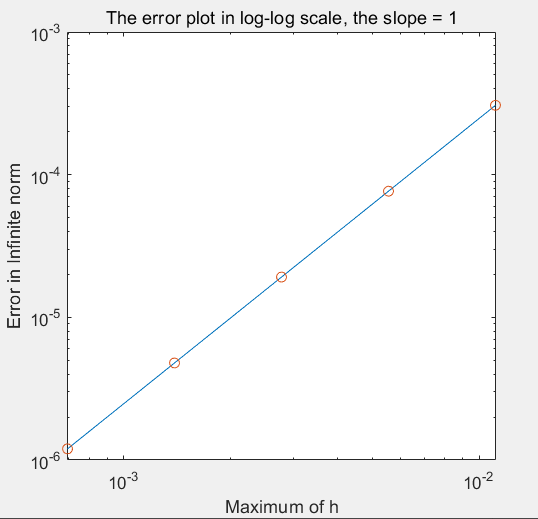 The error plot in log-log scale, the slope = 1
10-3
10-4
10-5
10-6
Error in Infinite norm
10-3
10-2
Maximum of h